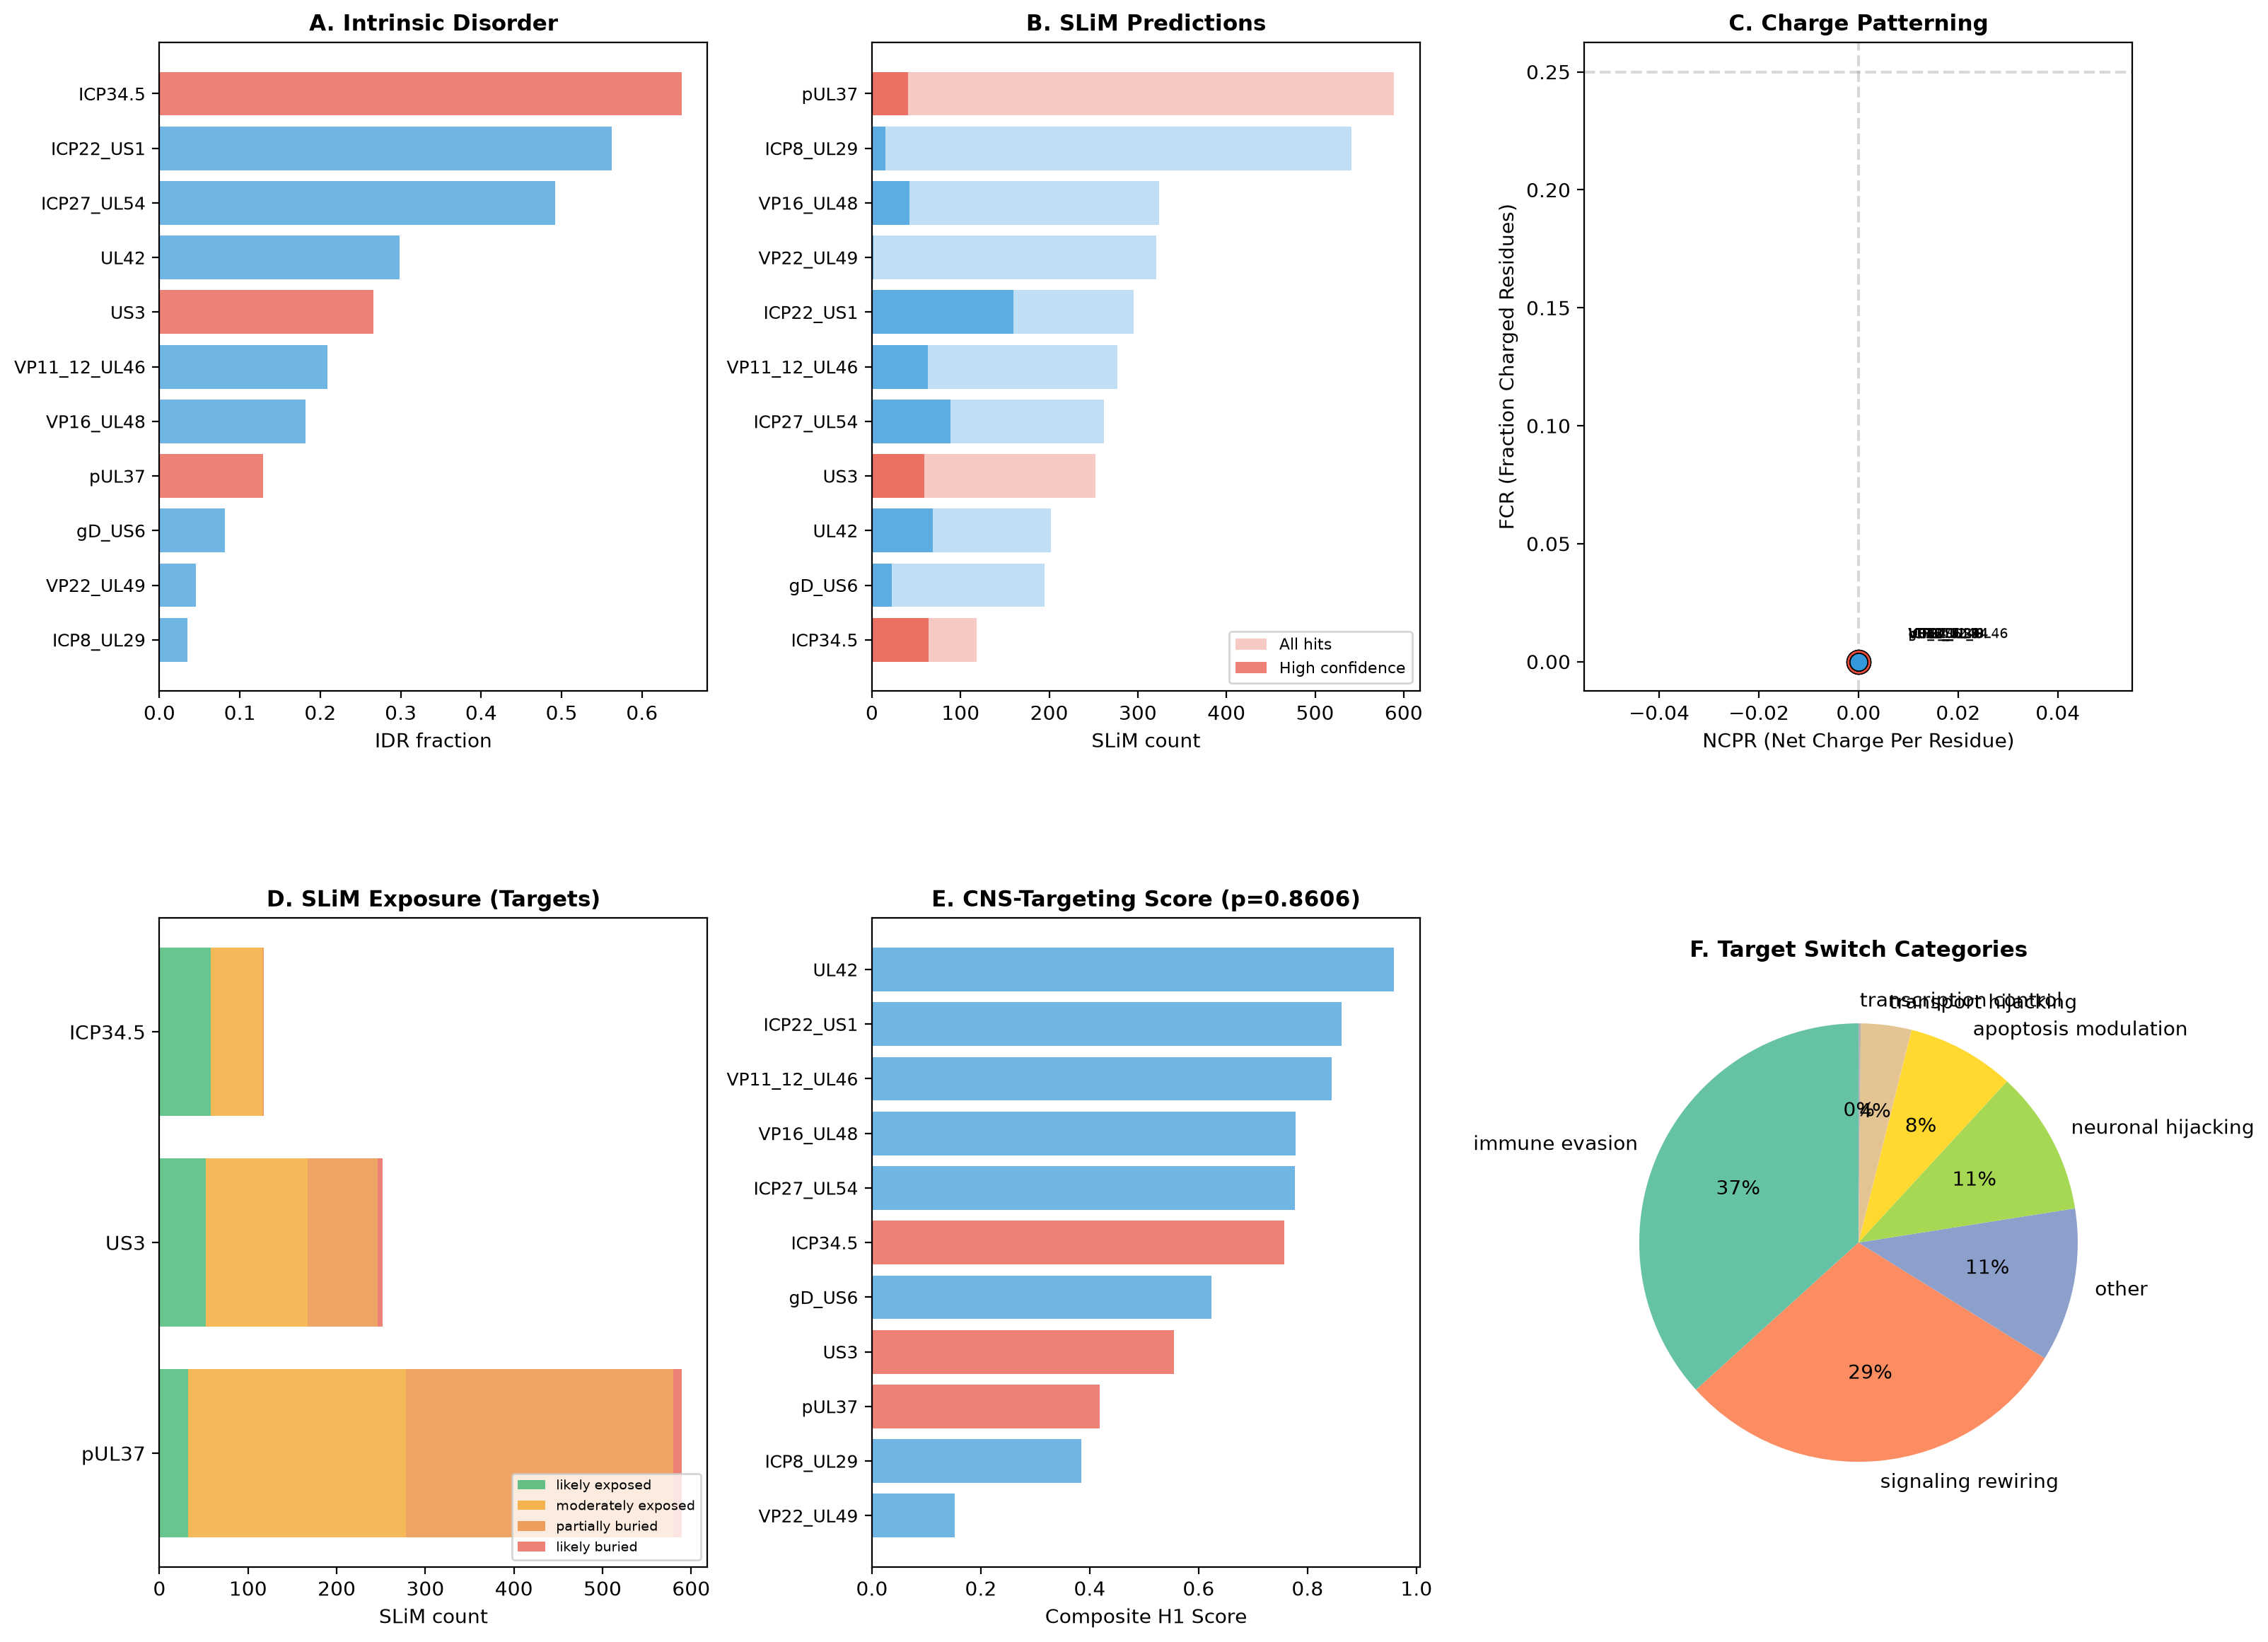 A. Intrinsic Disorder
ICP34.5
ICP22_US1
ICP27_UL54
UL42
US3
VP11_12_UL46
VP16_UL48
pUL37
gD_US6
VP22_UL49
ICP8_UL29
0.0 0.1 0.2 0.3 0.4 0.5 0.6
IDR fraction
B. SLiM Predictions
pUL37
ICP8_UL29
VP16_UL48
VP22_UL49
ICP22_US1
VP11_12_UL46
ICP27_UL54
US3
UL42
gD_US6
ICP34.5
All hits
High confidence
0 100 200 300 400 500 600
SLiM count
C. Charge Patterning
FCR (Fraction Charged Residues)
0.25
0.20
0.15
0.10
0.05
0.00
−0.04 −0.02 0.00 0.02 0.04
NCPR (Net Charge Per Residue)
D. SLiM Exposure (Targets)
ICP34.5
US3
pUL37
likely exposed
moderately exposed
partially buried
likely buried
0 100 200 300 400 500 600
SLiM count
E. CNS-Targeting Score (p=0.8606)
UL42
ICP22_US1
VP11_12_UL46
VP16_UL48
ICP27_UL54
ICP34.5
gD_US6
US3
pUL37
ICP8_UL29
VP22_UL49
0.0 0.2 0.4 0.6 0.8 1.0
Composite H1 Score
F. Target Switch Categories
transcription control
transport hijacking
apoptosis modulation
neuronal hijacking
immune evasion
other
signaling rewiring
0%
4%
8%
11%
37%
11%
29%